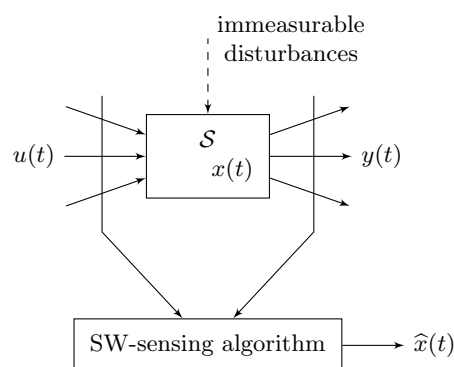 immeasurable
disturbances
𝒮
u(t)
x(t)
y(t)
SW-sensing algorithm
x̂(t)